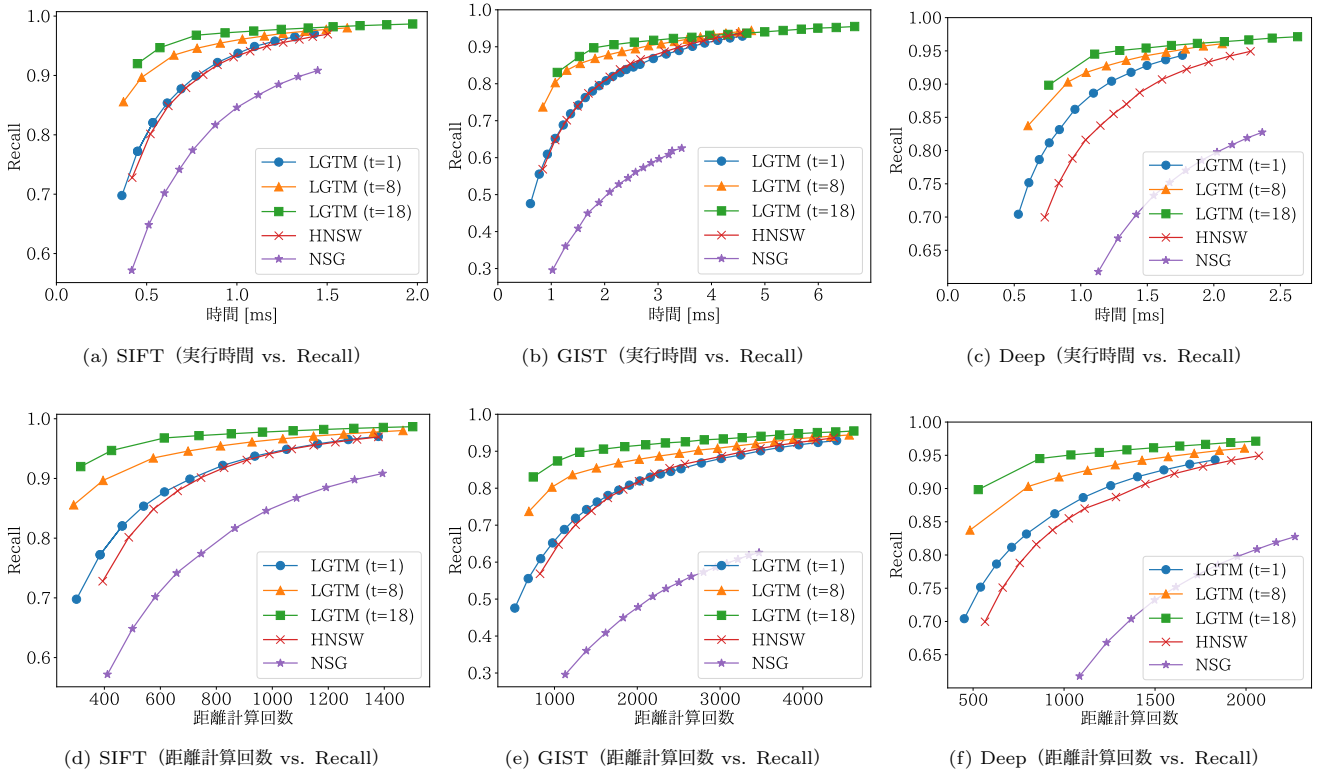 1.0
0.9
0.8
0.7
0.6
Recall
0.0
0.5
1.0
1.5
2.0
時間 [ms]
LGTM (t=1)
LGTM (t=8)
LGTM (t=18)
HNSW
NSG
(a) SIFT（実行時間 vs. Recall）
1.0
0.9
0.8
0.7
0.6
0.5
0.4
0.3
Recall
0
1
2
3
4
5
6
時間 [ms]
LGTM (t=1)
LGTM (t=8)
LGTM (t=18)
HNSW
NSG
(b) GIST（実行時間 vs. Recall）
1.00
0.95
0.90
0.85
0.80
0.75
0.70
0.65
Recall
0.0
0.5
1.0
1.5
2.0
2.5
時間 [ms]
LGTM (t=1)
LGTM (t=8)
LGTM (t=18)
HNSW
NSG
(c) Deep（実行時間 vs. Recall）
1.0
0.9
0.8
0.7
0.6
Recall
400
600
800
1000
1200
1400
距離計算回数
LGTM (t=1)
LGTM (t=8)
LGTM (t=18)
HNSW
NSG
(d) SIFT（距離計算回数 vs. Recall）
1.0
0.9
0.8
0.7
0.6
0.5
0.4
0.3
Recall
1000
2000
3000
4000
距離計算回数
LGTM (t=1)
LGTM (t=8)
LGTM (t=18)
HNSW
NSG
(e) GIST（距離計算回数 vs. Recall）
1.00
0.95
0.90
0.85
0.80
0.75
0.70
0.65
Recall
500
1000
1500
2000
距離計算回数
LGTM (t=1)
LGTM (t=8)
LGTM (t=18)
HNSW
NSG
(f) Deep（距離計算回数 vs. Recall）